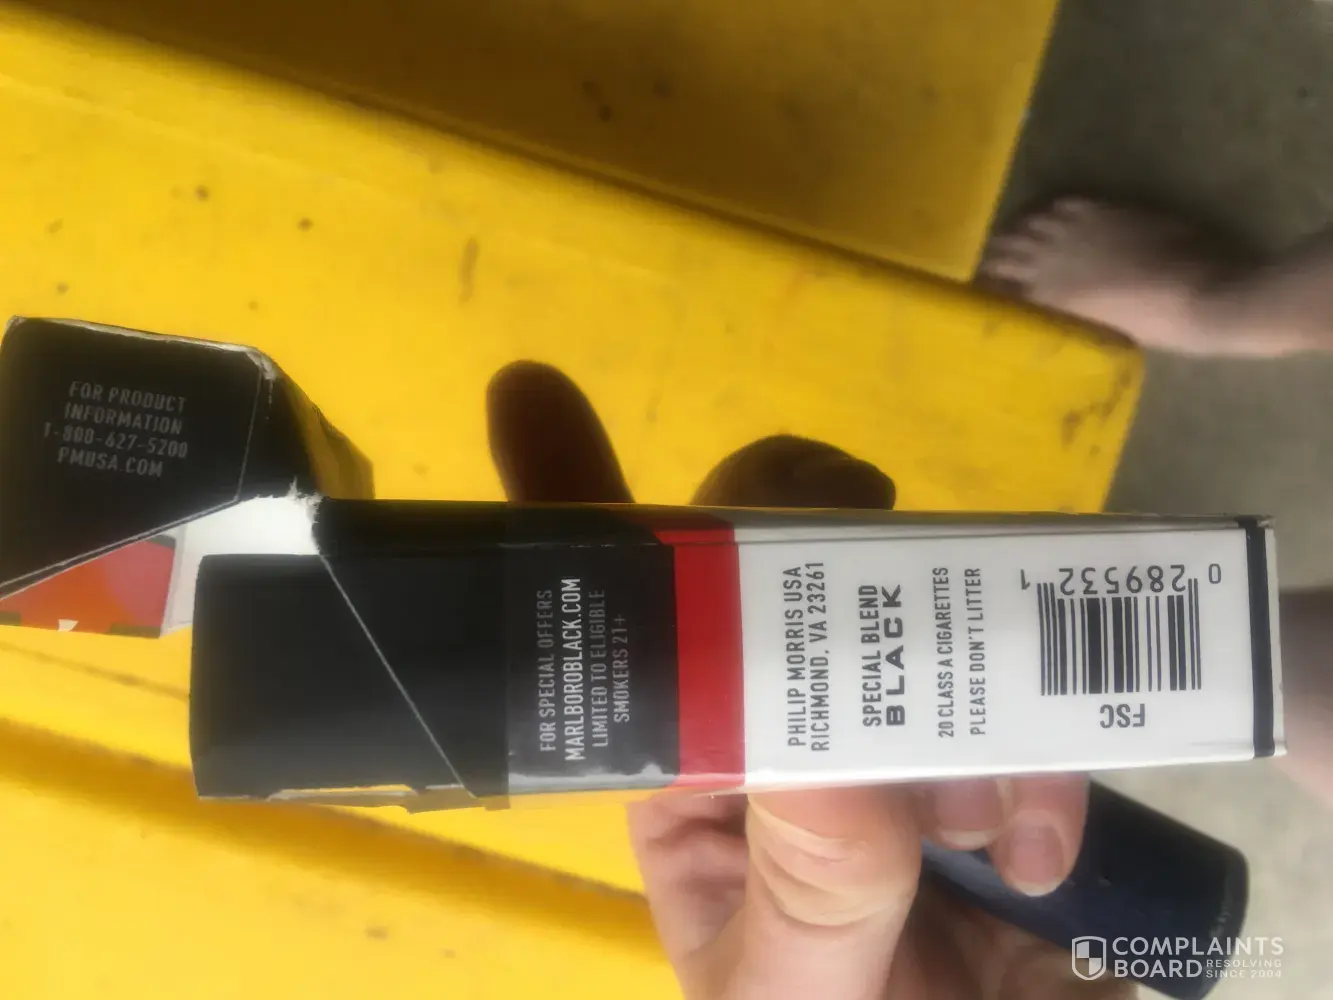 FOR PRODUCT
INFORMATION
1-800-627-5200
PMUSA.COM
FOR SPECIAL OFFERS
MARLBOROBLACK.COM
LIMITED TO ELIGIBLE
SMOKERS 21+
PHILIP MORRIS USA
RICHMOND, VA 23261
SPECIAL BLEND
BLACK
20 CLASS A CIGARETTES
PLEASE DON'T LITTER
0 289532 1
FSC
COMPLAINTS
BOARD RESOLVING
SINCE 2004